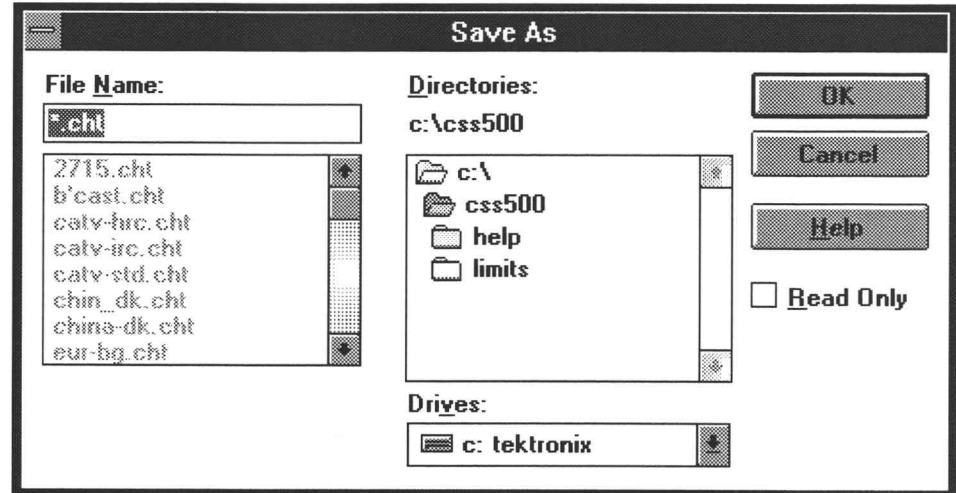 Save As
File Name:
*.cht
2715.cht
b'cast.cht
catv-hrc.cht
catv-irc.cht
catv-std.cht
chin_dk.cht
china-dk.cht
eur-bg.cht
Directories:
c:\css500
c:\
css500
help
limits
Drives:
c: tektronix
OK
Cancel
Help
Read Only